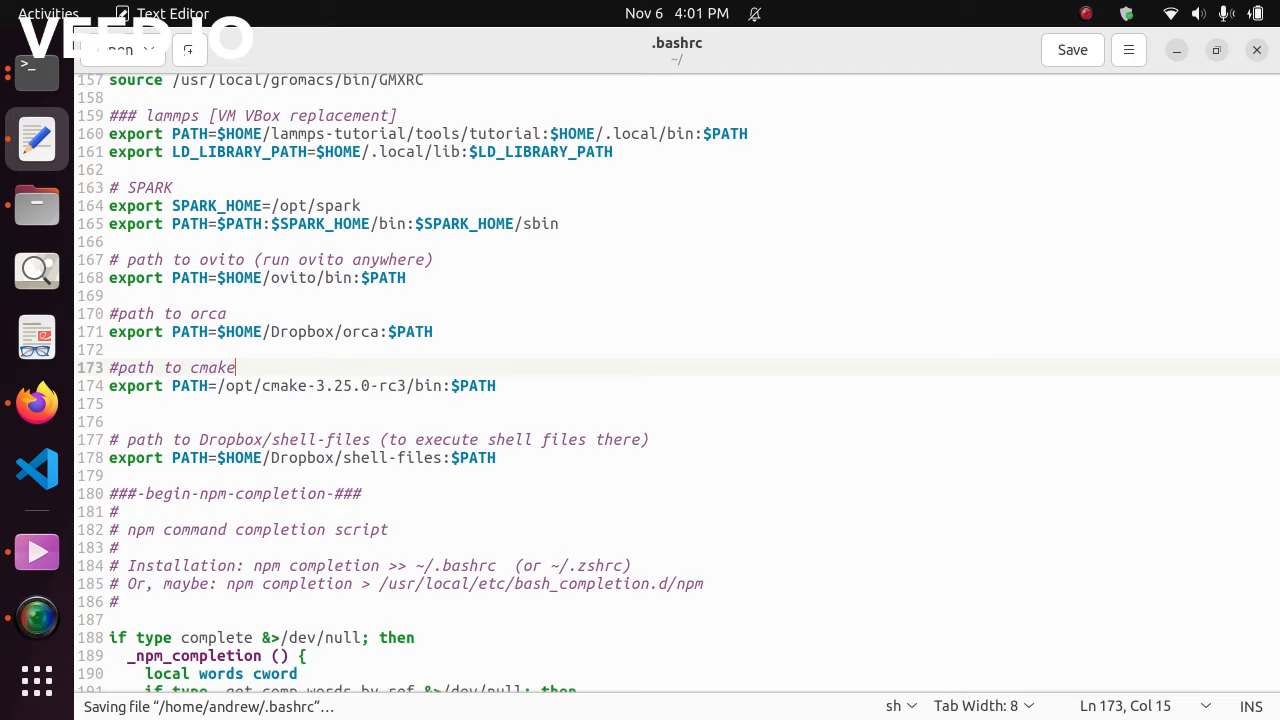 Activities Text Editor Nov 6 4:01 PM
VEED.IO
.bashrc
~/
Save
157 source /usr/local/gromacs/bin/GMXRC
158
159 ### lammps [VM VBox replacement]
160 export PATH=$HOME/lammps-tutorial/tools/tutorial:$HOME/.local/bin:$PATH
161 export LD_LIBRARY_PATH=$HOME/.local/lib:$LD_LIBRARY_PATH
162
163 # SPARK
164 export SPARK_HOME=/opt/spark
165 export PATH=$PATH:$SPARK_HOME/bin:$SPARK_HOME/sbin
166
167 # path to ovito (run ovito anywhere)
168 export PATH=$HOME/ovito/bin:$PATH
169
170 #path to orca
171 export PATH=$HOME/Dropbox/orca:$PATH
172
173 #path to cmake
174 export PATH=/opt/cmake-3.25.0-rc3/bin:$PATH
175
176
177 # path to Dropbox/shell-files (to execute shell files there)
178 export PATH=$HOME/Dropbox/shell-files:$PATH
179
180 ###-begin-npm-completion-###
181 #
182 # npm command completion script
183 #
184 # Installation: npm completion >> ~/.bashrc  (or ~/.zshrc)
185 # Or, maybe: npm completion > /usr/local/etc/bash_completion.d/npm
186 #
187
188 if type complete &>/dev/null; then
189   _npm_completion () {
190     local words cword
191     if type _get_comp_words_by_ref &>/dev/null; then
Saving file “/home/andrew/.bashrc”… sh Tab Width: 8 Ln 173, Col 15 INS